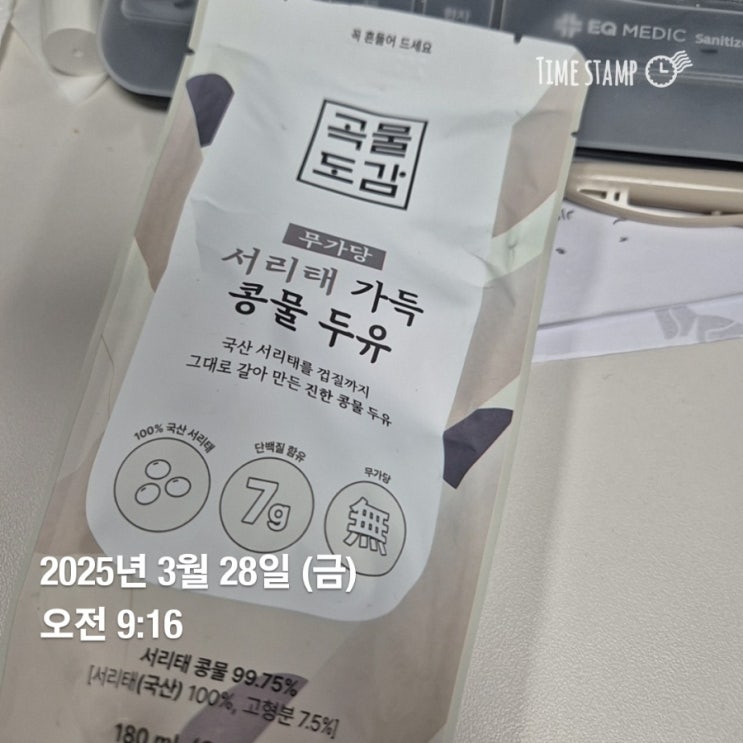 꼭 흔들어 드세요
EQ MEDIC Sanitize
TIME STAMP
곡물
도감
무가당
서리태 가득
콩물 두유
국산 서리태를 껍질까지
그대로 갈아 만든 진한 콩물 두유
100% 국산 서리태
단백질 함유
무가당
7g
無
2025년 3월 28일 (금)
오전 9:16
서리태 콩물 99.75%
[서리태(국산) 100%, 고형분 7.5%]
180 mL